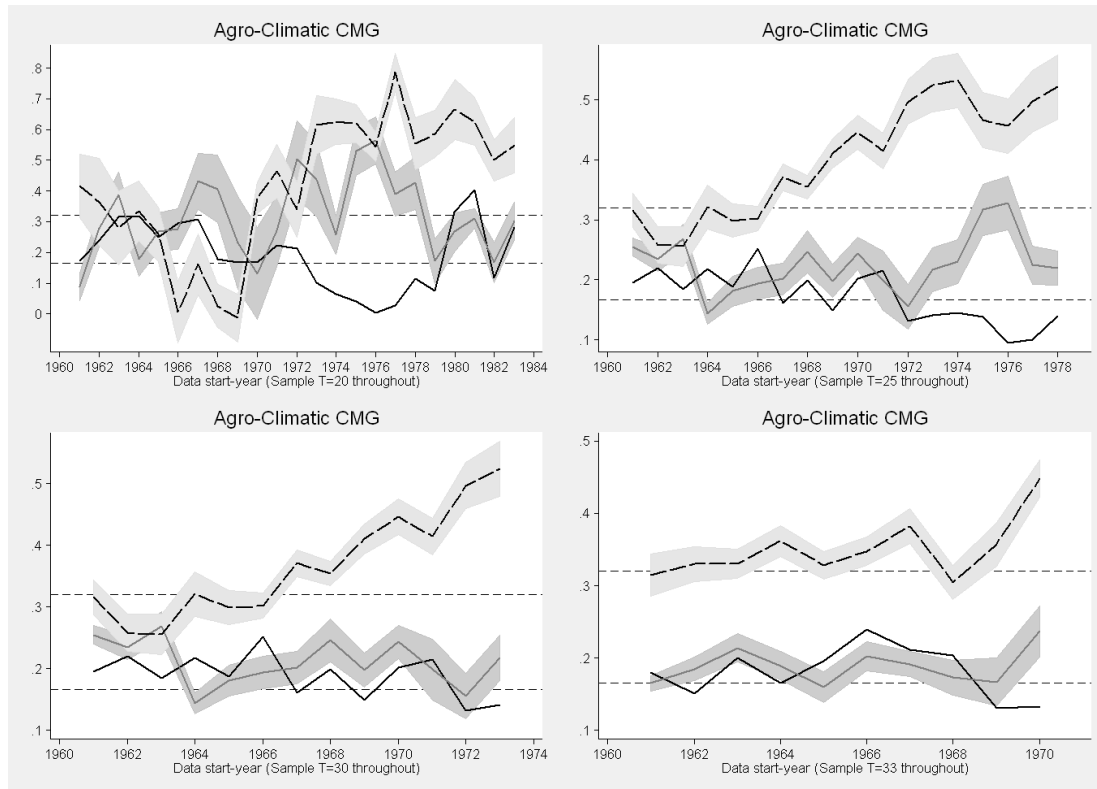 Agro-Climatic CMG
.8
.7
.6
.5
.4
.3
.2
.1
0
1960 1962 1964 1966 1968 1970 1972 1974 1976 1978 1980 1982 1984
Data start-year (Sample T=20 throughout)
Agro-Climatic CMG
.5
.4
.3
.2
.1
1960 1962 1964 1966 1968 1970 1972 1974 1976 1978
Data start-year (Sample T=25 throughout)
Agro-Climatic CMG
.5
.4
.3
.2
.1
1960 1962 1964 1966 1968 1970 1972 1974
Data start-year (Sample T=30 throughout)
Agro-Climatic CMG
.5
.4
.3
.2
.1
1960 1962 1964 1966 1968 1970
Data start-year (Sample T=33 throughout)